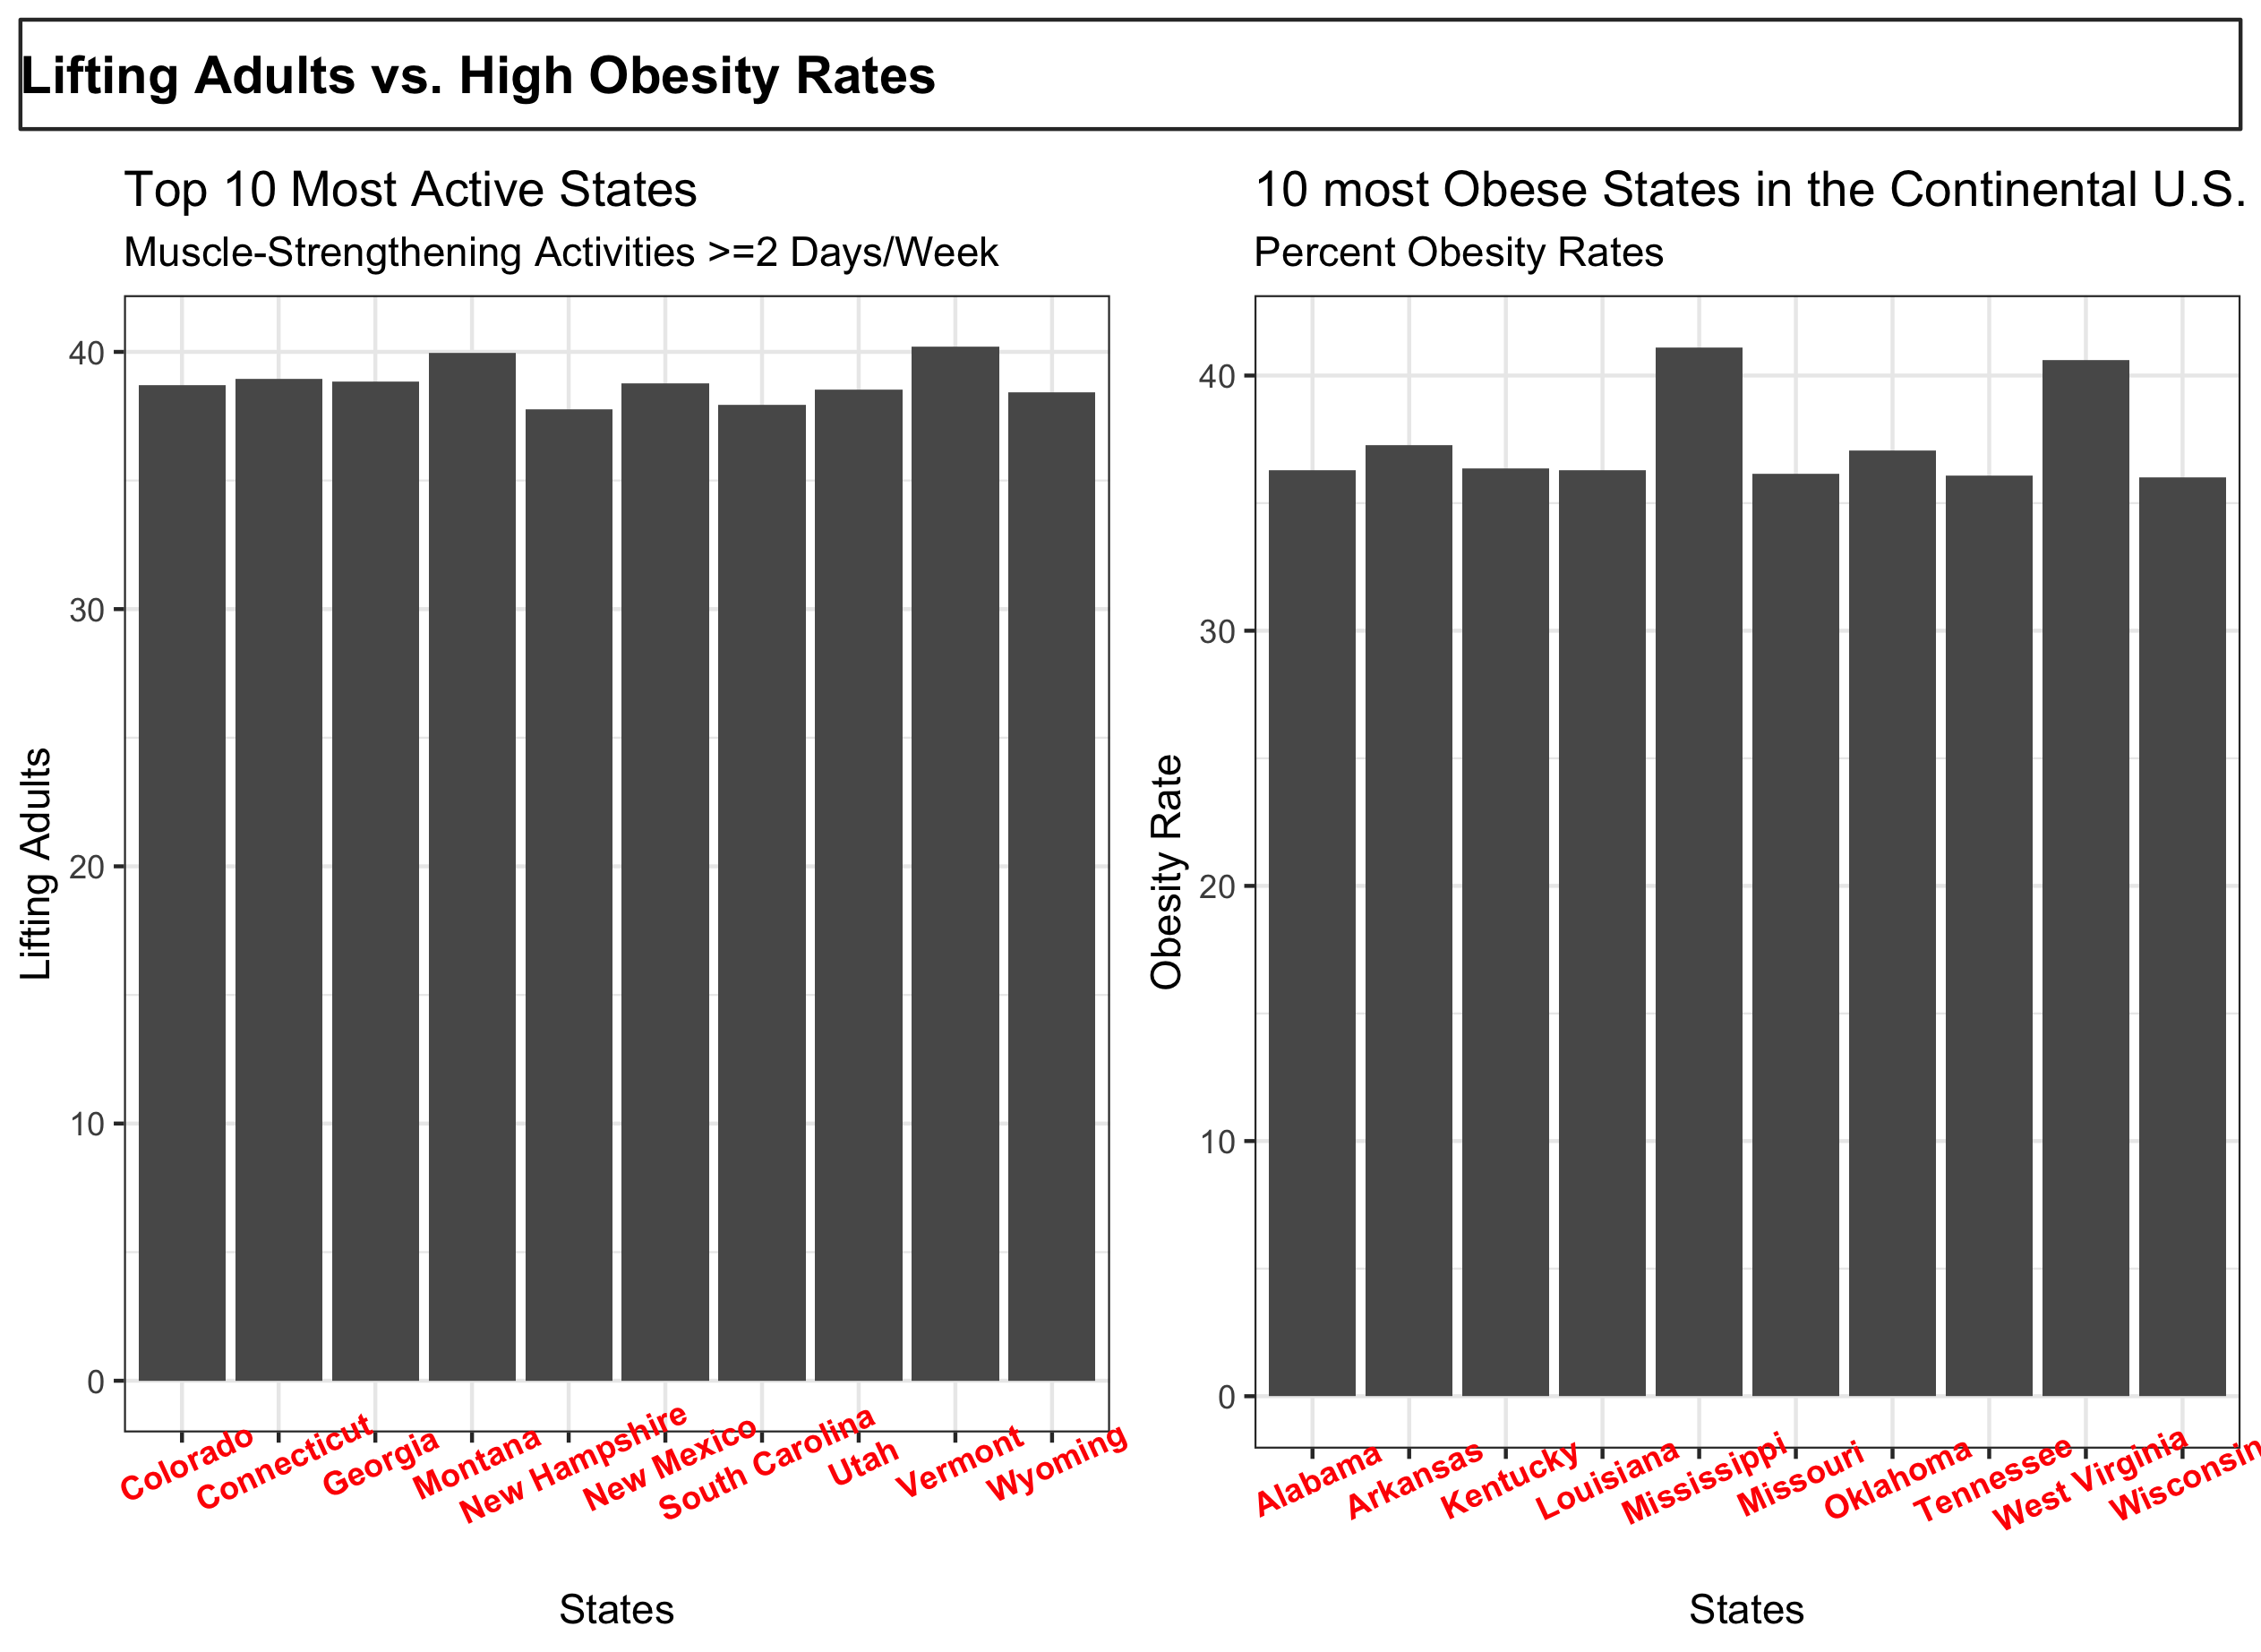 Lifting Adults vs. High Obesity Rates
Top 10 Most Active States
Muscle-Strengthening Activities >=2 Days/Week
Lifting Adults
40
30
20
10
0
Colorado
Connecticut
Georgia
Montana
New Hampshire
New Mexico
South Carolina
Utah
Vermont
Wyoming
States
10 most Obese States in the Continental U.S.
Percent Obesity Rates
Obesity Rate
40
30
20
10
0
Alabama
Arkansas
Kentucky
Louisiana
Mississippi
Missouri
Oklahoma
Tennessee
West Virginia
Wisconsin
States